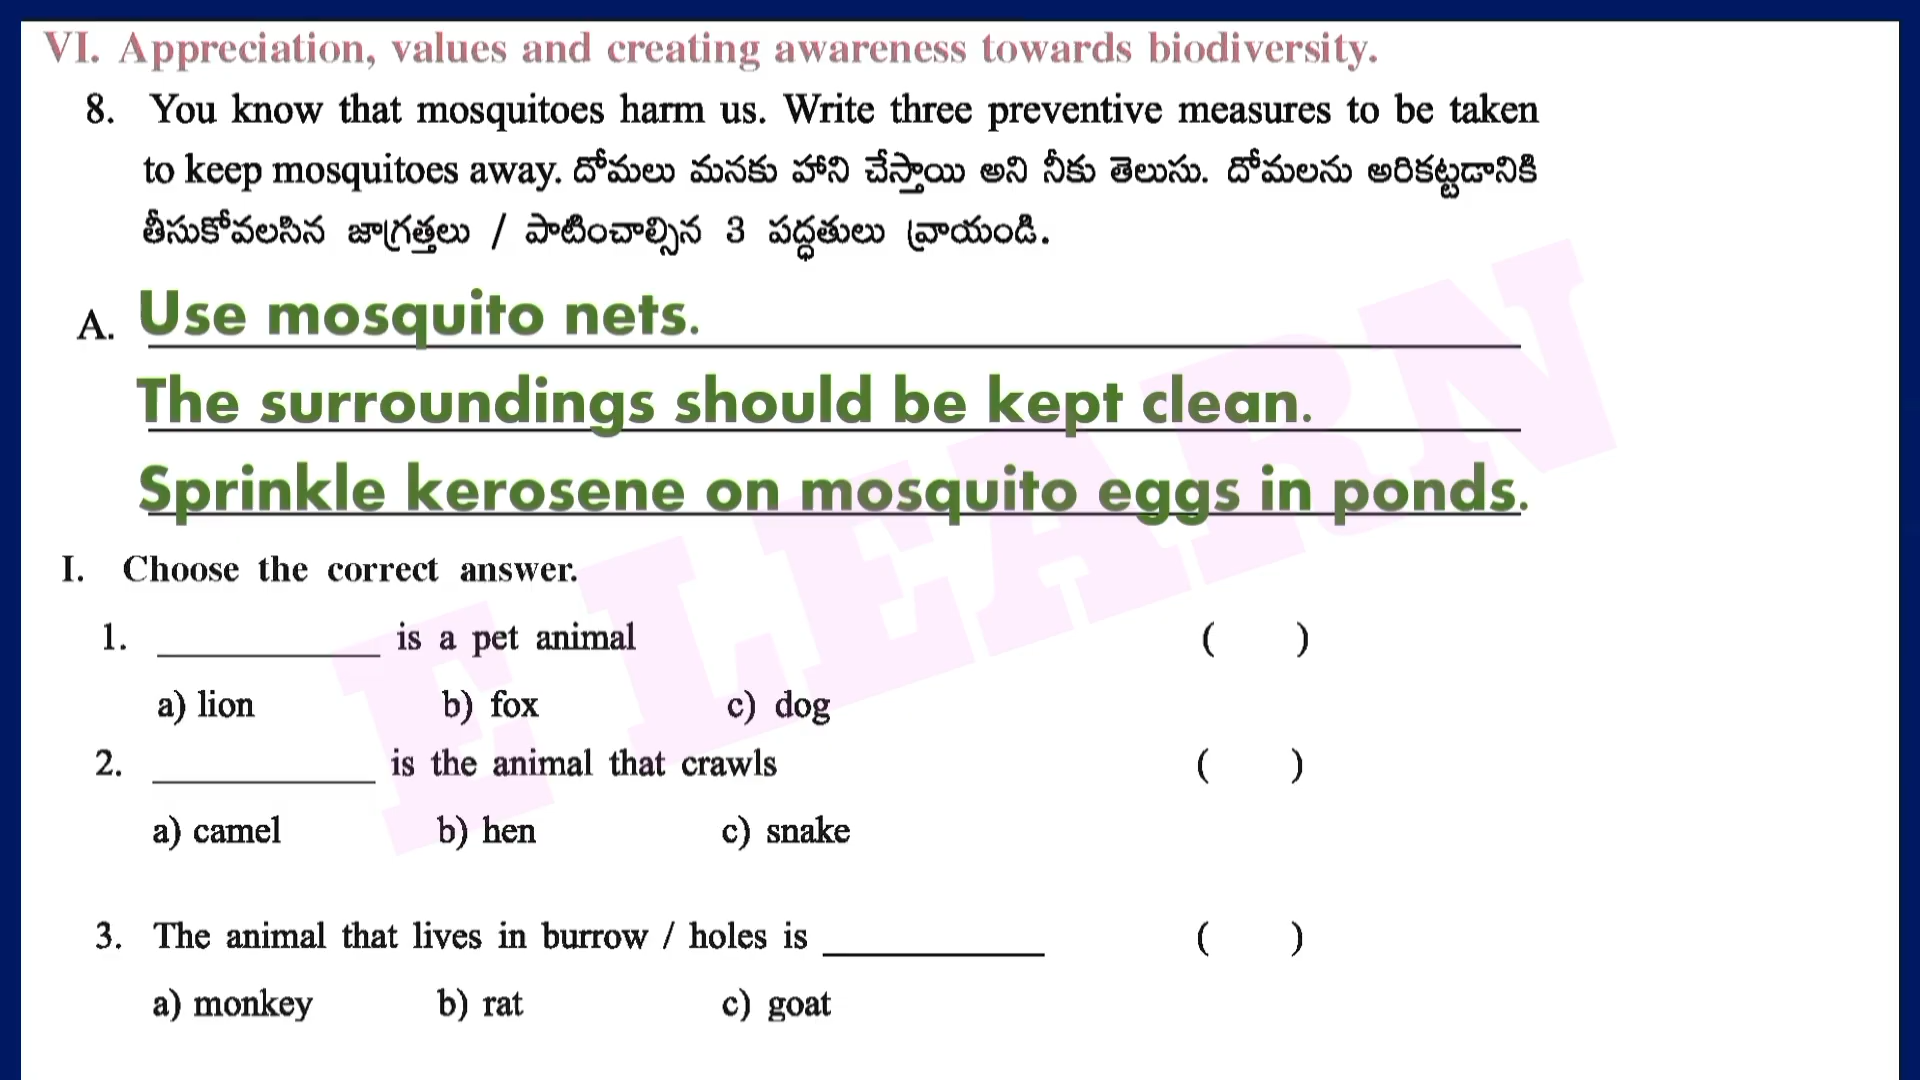 VI. Appreciation, values and creating awareness towards biodiversity.
8. You know that mosquitoes harm us. Write three preventive measures to be taken
to keep mosquitoes away. దోమలు మనకు హాని చేస్తాయి అని నీకు తెలుసు. దోమలను అరికట్టడానికి
తీసుకోవలసిన జాగ్రత్తలు / పాటించాల్సిన 3 పద్ధతులు వ్రాయండి.
A. Use mosquito nets.
The surroundings should be kept clean.
Sprinkle kerosene on mosquito eggs in ponds.
I. Choose the correct answer.
1. ____________ is a pet animal ( )
a) lion b) fox c) dog
2. ____________ is the animal that crawls ( )
a) camel b) hen c) snake
3. The animal that lives in burrow / holes is ____________ ( )
a) monkey b) rat c) goat
E LEARN